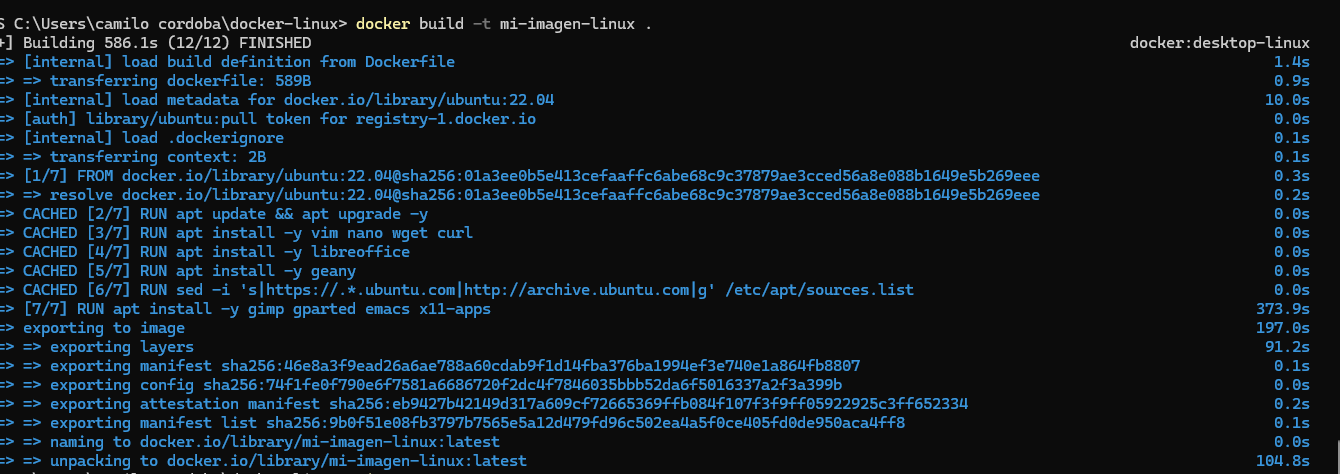 S C:\Users\camilo cordoba\docker-linux> docker build -t mi-imagen-linux .
+] Building 586.1s (12/12) FINISHED docker:desktop-linux
=> [internal] load build definition from Dockerfile 1.4s
=> => transferring dockerfile: 589B 0.9s
=> [internal] load metadata for docker.io/library/ubuntu:22.04 10.0s
=> [auth] library/ubuntu:pull token for registry-1.docker.io 0.0s
=> [internal] load .dockerignore 0.1s
=> => transferring context: 2B 0.1s
=> [1/7] FROM docker.io/library/ubuntu:22.04@sha256:01a3ee0b5e413cefaaffc6abe68c9c37879ae3cced56a8e088b1649e5b269eee 0.3s
=> => resolve docker.io/library/ubuntu:22.04@sha256:01a3ee0b5e413cefaaffc6abe68c9c37879ae3cced56a8e088b1649e5b269eee 0.2s
=> CACHED [2/7] RUN apt update && apt upgrade -y 0.0s
=> CACHED [3/7] RUN apt install -y vim nano wget curl 0.0s
=> CACHED [4/7] RUN apt install -y libreoffice 0.0s
=> CACHED [5/7] RUN apt install -y geany 0.0s
=> CACHED [6/7] RUN sed -i 's|https://.*.ubuntu.com|http://archive.ubuntu.com|g' /etc/apt/sources.list 0.0s
=> [7/7] RUN apt install -y gimp gparted emacs x11-apps 373.9s
=> exporting to image 197.0s
=> => exporting layers 91.2s
=> => exporting manifest sha256:46e8a3f9ead26a6ae788a60cdab9f1d14fba376ba1994ef3e740e1a864fb8807 0.1s
=> => exporting config sha256:74f1fe0f790e6f7581a6686720f2dc4f7846035bbb52da6f5016337a2f3a399b 0.0s
=> => exporting attestation manifest sha256:eb9427b42149d317a609cf72665369ffb084f107f3f9ff05922925c3ff652334 0.2s
=> => exporting manifest list sha256:9b0f51e08fb3797b7565e5a12d479fd96c502ea4a5f0ce405fd0de950aca4ff8 0.1s
=> => naming to docker.io/library/mi-imagen-linux:latest 0.0s
=> => unpacking to docker.io/library/mi-imagen-linux:latest 104.8s